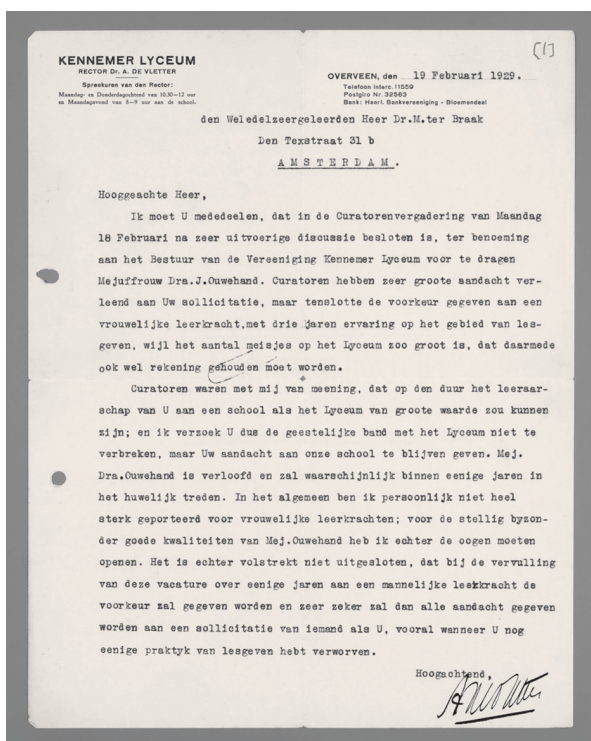 [1]
KENNEMER LYCEUM
RECTOR Dr. A. DE VLETTER
Spreekuren van den Rector:
Maandag- en Donderdagochtend van 10.30—12 uur
en Maandagavond van 8—9 uur aan de school.
OVERVEEN, den 19 Februari 1929.
Telefoon Interc. 11559
Postgiro Nr. 32563
Bank: Haarl. Bankvereeniging - Bloemendaal
den Weledelzeergeleerden Heer Dr.M.ter Braak
Den Texstraat 31 b
AMSTERDAM.
Hooggeachte Heer,
Ik moet U mededeelen, dat in de Curatorenvergadering van Maandag
18 Februari na zeer uitvoerige discussie besloten is, ter benoeming
aan het Bestuur van de Vereeniging Kennemer Lyceum voor te dragen
Mejuffrouw Dra.J.Ouwehand. Curatoren hebben zeer groote aandacht ver-
leend aan Uw sollicitatie, maar tenslotte de voorkeur gegeven aan een
vrouwelijke leerkracht,met drie jaren ervaring op het gebied van les-
geven, wijl het aantal meisjes op het Lyceum zoo groot is, dat daarmede
ook wel rekening gehouden moet worden.
Curatoren waren met mij van meening, dat op den duur het leeraar-
schap van U aan een school als het Lyceum van groote waarde zou kunnen
zijn; en ik verzoek U dus de geestelijke band met het Lyceum niet te
verbreken, maar Uw aandacht aan onze school te blijven geven. Mej.
Dra.Ouwehand is verloofd en zal waarschijnlijk binnen eenige jaren in
het huwelijk treden. In het algemeen ben ik persoonlijk niet heel
sterk geporteerd voor vrouwelijke leerkrachten; voor de stellig byzon-
der goede kwaliteiten van Mej.Ouwehand heb ik echter de oogen moeten
openen. Het is echter volstrekt niet uitgesloten, dat bij de vervulling
van deze vacature over eenige jaren aan een mannelijke leerkracht de
voorkeur zal gegeven worden en zeer zeker zal dan alle aandacht gegeven
worden aan een sollicitatie van iemand als U, vooral wanneer U nog
eenige praktyk van lesgeven hebt verworven.
Hoogachtend,